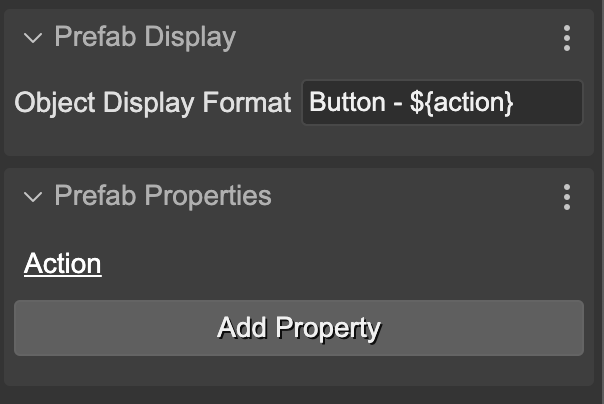 Prefab Display
Object Display Format Button - ${action}
Prefab Properties
Action
Add Property